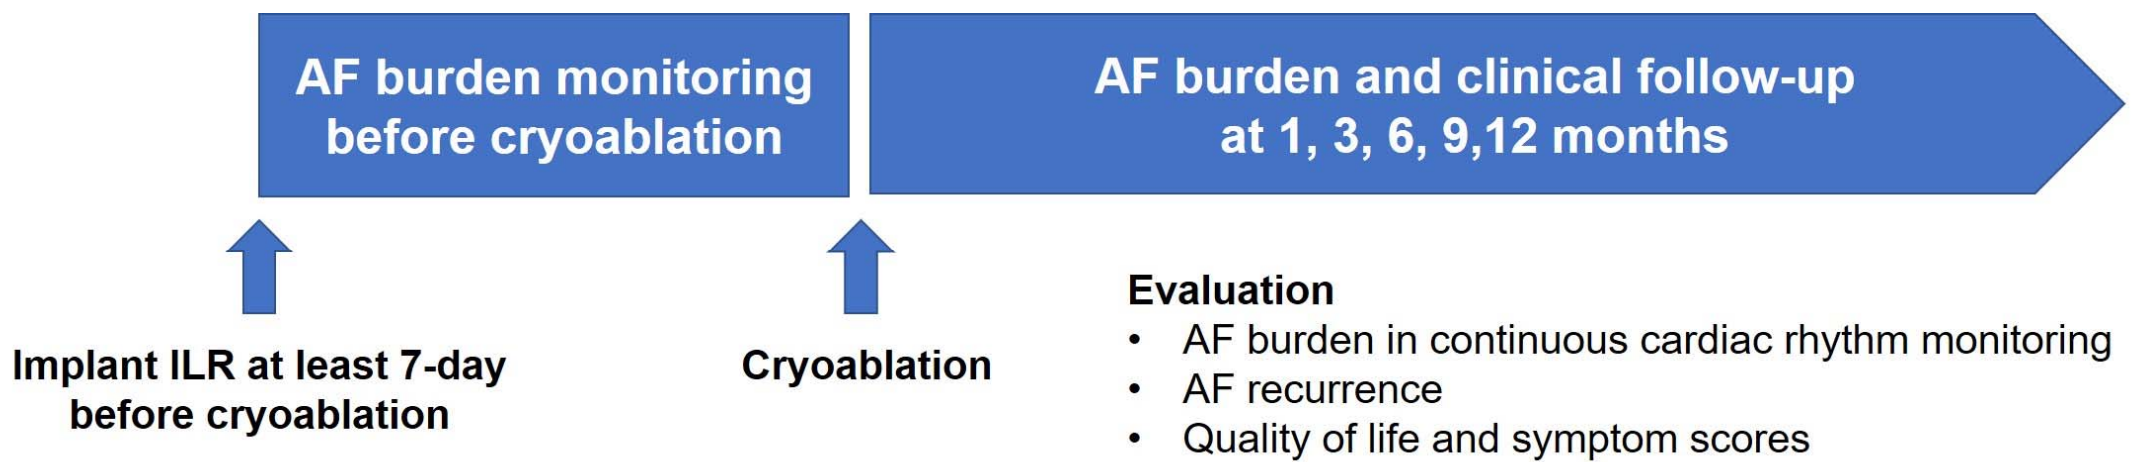 AF burden monitoring
before cryoablation
AF burden and clinical follow-up
at 1, 3, 6, 9,12 months
Implant ILR at least 7-day
before cryoablation
Cryoablation
Evaluation
• AF burden in continuous cardiac rhythm monitoring
• AF recurrence
• Quality of life and symptom scores